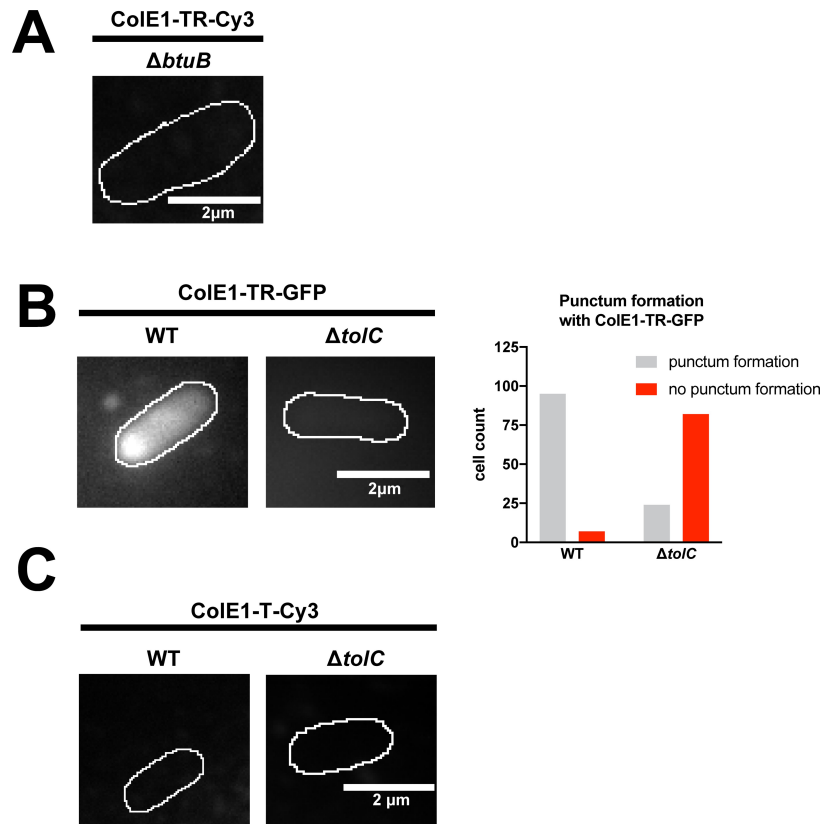 A
ColE1-TR-Cy3
ΔbtuB
2μm
B
ColE1-TR-GFP
WT
ΔtolC
2μm
Punctum formation
with ColE1-TR-GFP
125
100
75
50
25
0
cell count
punctum formation
no punctum formation
WT
ΔtolC
C
ColE1-T-Cy3
WT
ΔtolC
2 μm